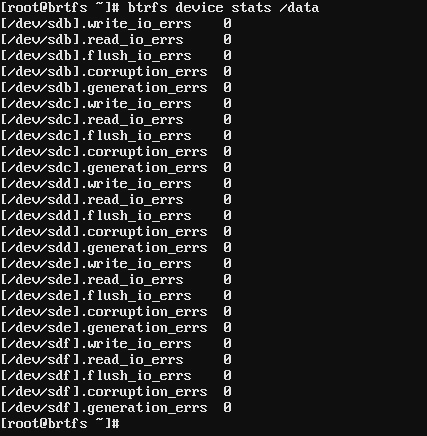 [root@brtfs ~]# btrfs device stats /data
[/dev/sdb].write_io_errs    0
[/dev/sdb].read_io_errs     0
[/dev/sdb].flush_io_errs    0
[/dev/sdb].corruption_errs  0
[/dev/sdb].generation_errs  0
[/dev/sdc].write_io_errs    0
[/dev/sdc].read_io_errs     0
[/dev/sdc].flush_io_errs    0
[/dev/sdc].corruption_errs  0
[/dev/sdc].generation_errs  0
[/dev/sdd].write_io_errs    0
[/dev/sdd].read_io_errs     0
[/dev/sdd].flush_io_errs    0
[/dev/sdd].corruption_errs  0
[/dev/sdd].generation_errs  0
[/dev/sde].write_io_errs    0
[/dev/sde].read_io_errs     0
[/dev/sde].flush_io_errs    0
[/dev/sde].corruption_errs  0
[/dev/sde].generation_errs  0
[/dev/sdf].write_io_errs    0
[/dev/sdf].read_io_errs     0
[/dev/sdf].flush_io_errs    0
[/dev/sdf].corruption_errs  0
[/dev/sdf].generation_errs  0
[root@brtfs ~]#